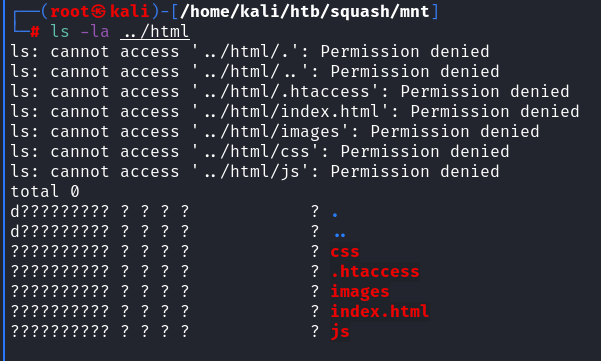 ┌──(root㉿kali)-[/home/kali/htb/squash/mnt]
└─# ls -la ../html
ls: cannot access '../html/.': Permission denied
ls: cannot access '../html/..': Permission denied
ls: cannot access '../html/.htaccess': Permission denied
ls: cannot access '../html/index.html': Permission denied
ls: cannot access '../html/images': Permission denied
ls: cannot access '../html/css': Permission denied
ls: cannot access '../html/js': Permission denied
total 0
d????????? ? ? ? ?            ? .
d????????? ? ? ? ?            ? ..
?????????? ? ? ? ?            ? css
?????????? ? ? ? ?            ? .htaccess
?????????? ? ? ? ?            ? images
?????????? ? ? ? ?            ? index.html
?????????? ? ? ? ?            ? js